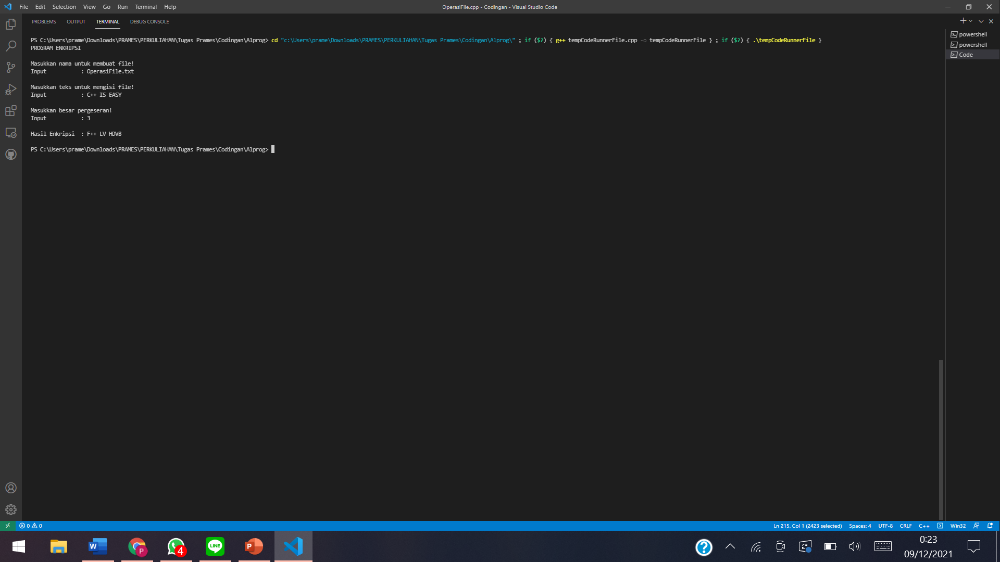 File Edit Selection View Go Run Terminal Help
OperasiFile.cpp - Codingan - Visual Studio Code
PROBLEMS OUTPUT TERMINAL DEBUG CONSOLE
PS C:\Users\prame\Downloads\PRAMES\PERKULIAHAN\Tugas Prames\Codingan\Alprog> cd "c:\Users\prame\Downloads\PRAMES\PERKULIAHAN\Tugas Prames\Codingan\Alprog\" ; if ($?) { g++ tempCodeRunnerFile.cpp -o tempCodeRunnerFile } ; if ($?) { .\tempCodeRunnerFile }
PROGRAM ENKRIPSI
Masukkan nama untuk membuat file!
Input : OperasiFile.txt
Masukkan teks untuk mengisi file!
Input : C++ IS EASY
Masukkan besar pergeseran!
Input : 3
Hasil Enkripsi : F++ LV HDVB
PS C:\Users\prame\Downloads\PRAMES\PERKULIAHAN\Tugas Prames\Codingan\Alprog>
powershell
powershell
Code
0 0
Ln 215, Col 1 (2423 selected) Spaces: 4 UTF-8 CRLF C++ Win32
W
P
4
LINE
P
?
0:23
09/12/2021